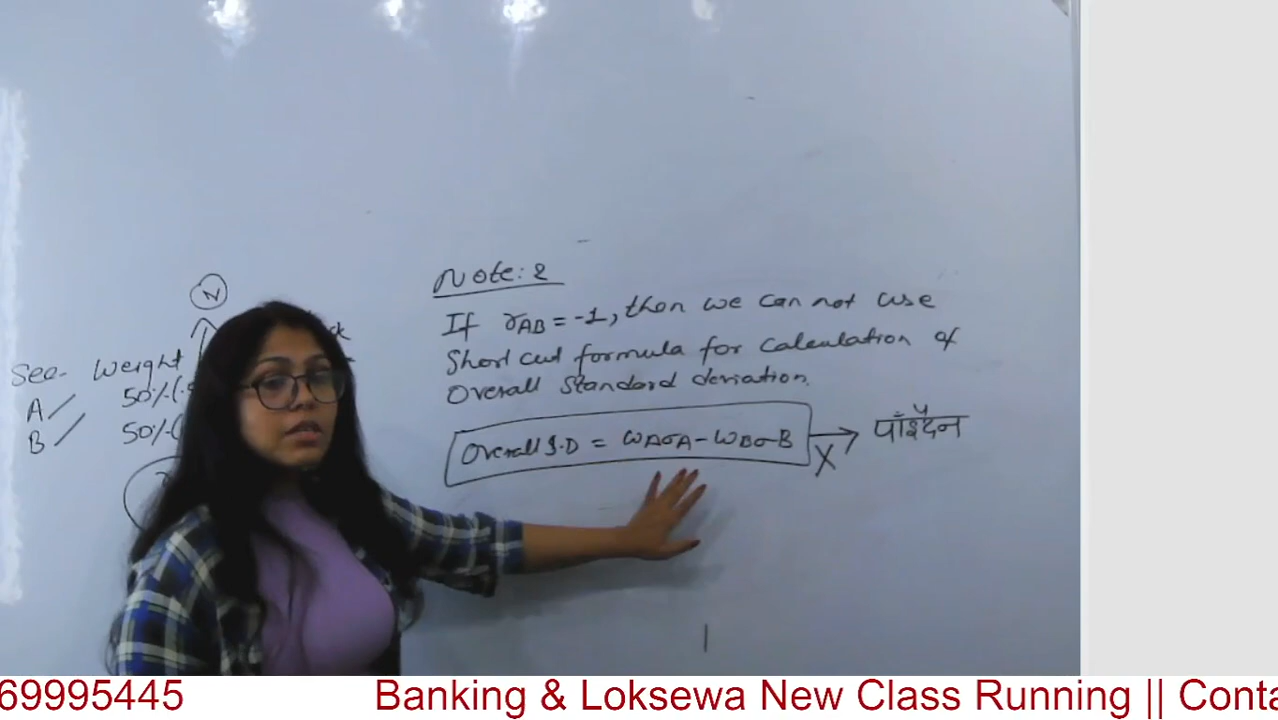 N
See- Weight
A 50%
B 50%
Note: 2
If rAB = -1, then we can not use
Short cut formula for calculation of
Overall Standard deviation.
Overall S.D = WAσA - WBσB
X पाँइदैन
69995445 Banking & Loksewa New Class Running || Conta